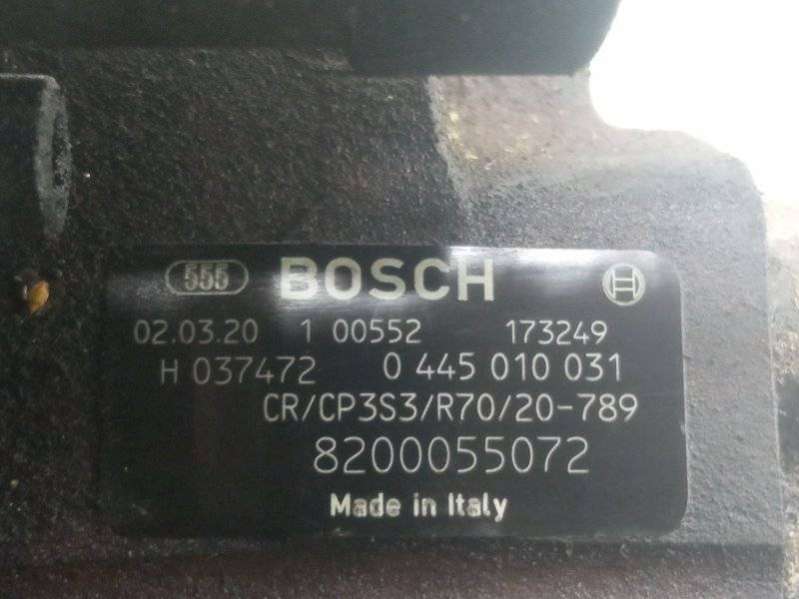 555 BOSCH
02.03.20 1 00552 173249
H 037472 0 445 010 031
CR/CP3S3/R70/20-789
8200055072
Made in Italy